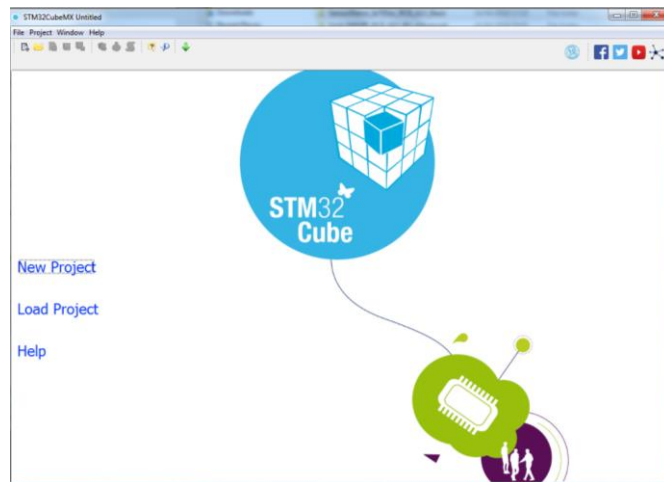 STM32CubeMX Untitled
File Project Window Help
STM32
Cube
New Project
Load Project
Help